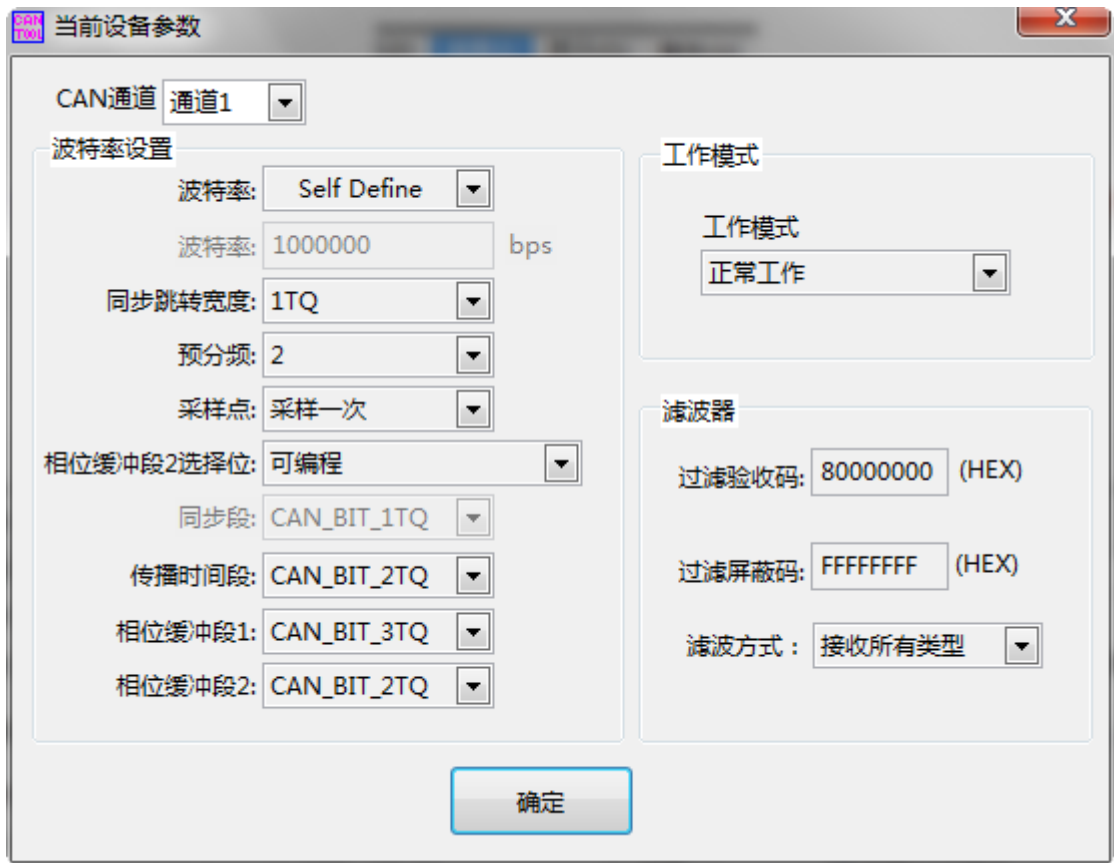 CAN TOOL 当前设备参数
CAN通道 通道1
波特率设置
波特率: Self Define
波特率: 1000000 bps
同步跳转宽度: 1TQ
预分频: 2
采样点: 采样一次
相位缓冲段2选择位: 可编程
同步段: CAN_BIT_1TQ
传播时间段: CAN_BIT_2TQ
相位缓冲段1: CAN_BIT_3TQ
相位缓冲段2: CAN_BIT_2TQ
工作模式
工作模式
正常工作
滤波器
过滤验收码: 80000000 (HEX)
过滤屏蔽码: FFFFFFFF (HEX)
滤波方式： 接收所有类型
确定